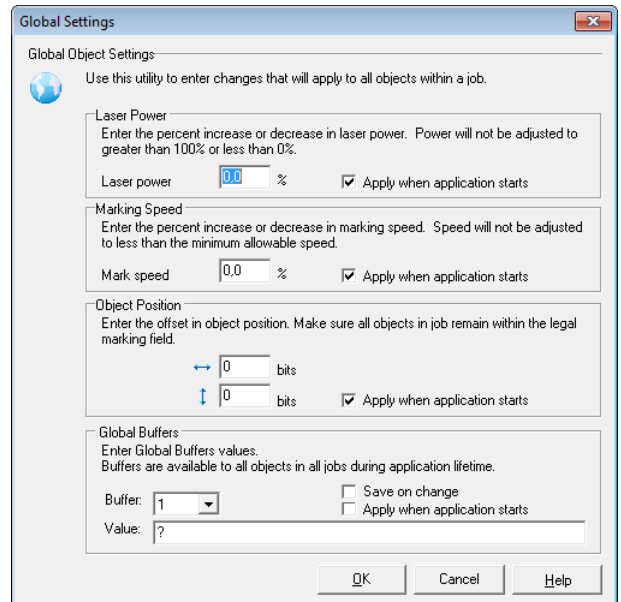 Global Settings
Global Object Settings
Use this utility to enter changes that will apply to all objects within a job.
Laser Power
Enter the percent increase or decrease in laser power. Power will not be adjusted to
greater than 100% or less than 0%.
Laser power 0,0 % Apply when application starts
Marking Speed
Enter the percent increase or decrease in marking speed. Speed will not be adjusted
to less than the minimum allowable speed.
Mark speed 0,0 % Apply when application starts
Object Position
Enter the offset in object position. Make sure all objects in job remain within the legal
marking field.
0 bits
0 bits Apply when application starts
Global Buffers
Enter Global Buffers values.
Buffers are available to all objects in all jobs during application lifetime.
Save on change
Buffer: 1 Apply when application starts
Value: ?
OK Cancel Help